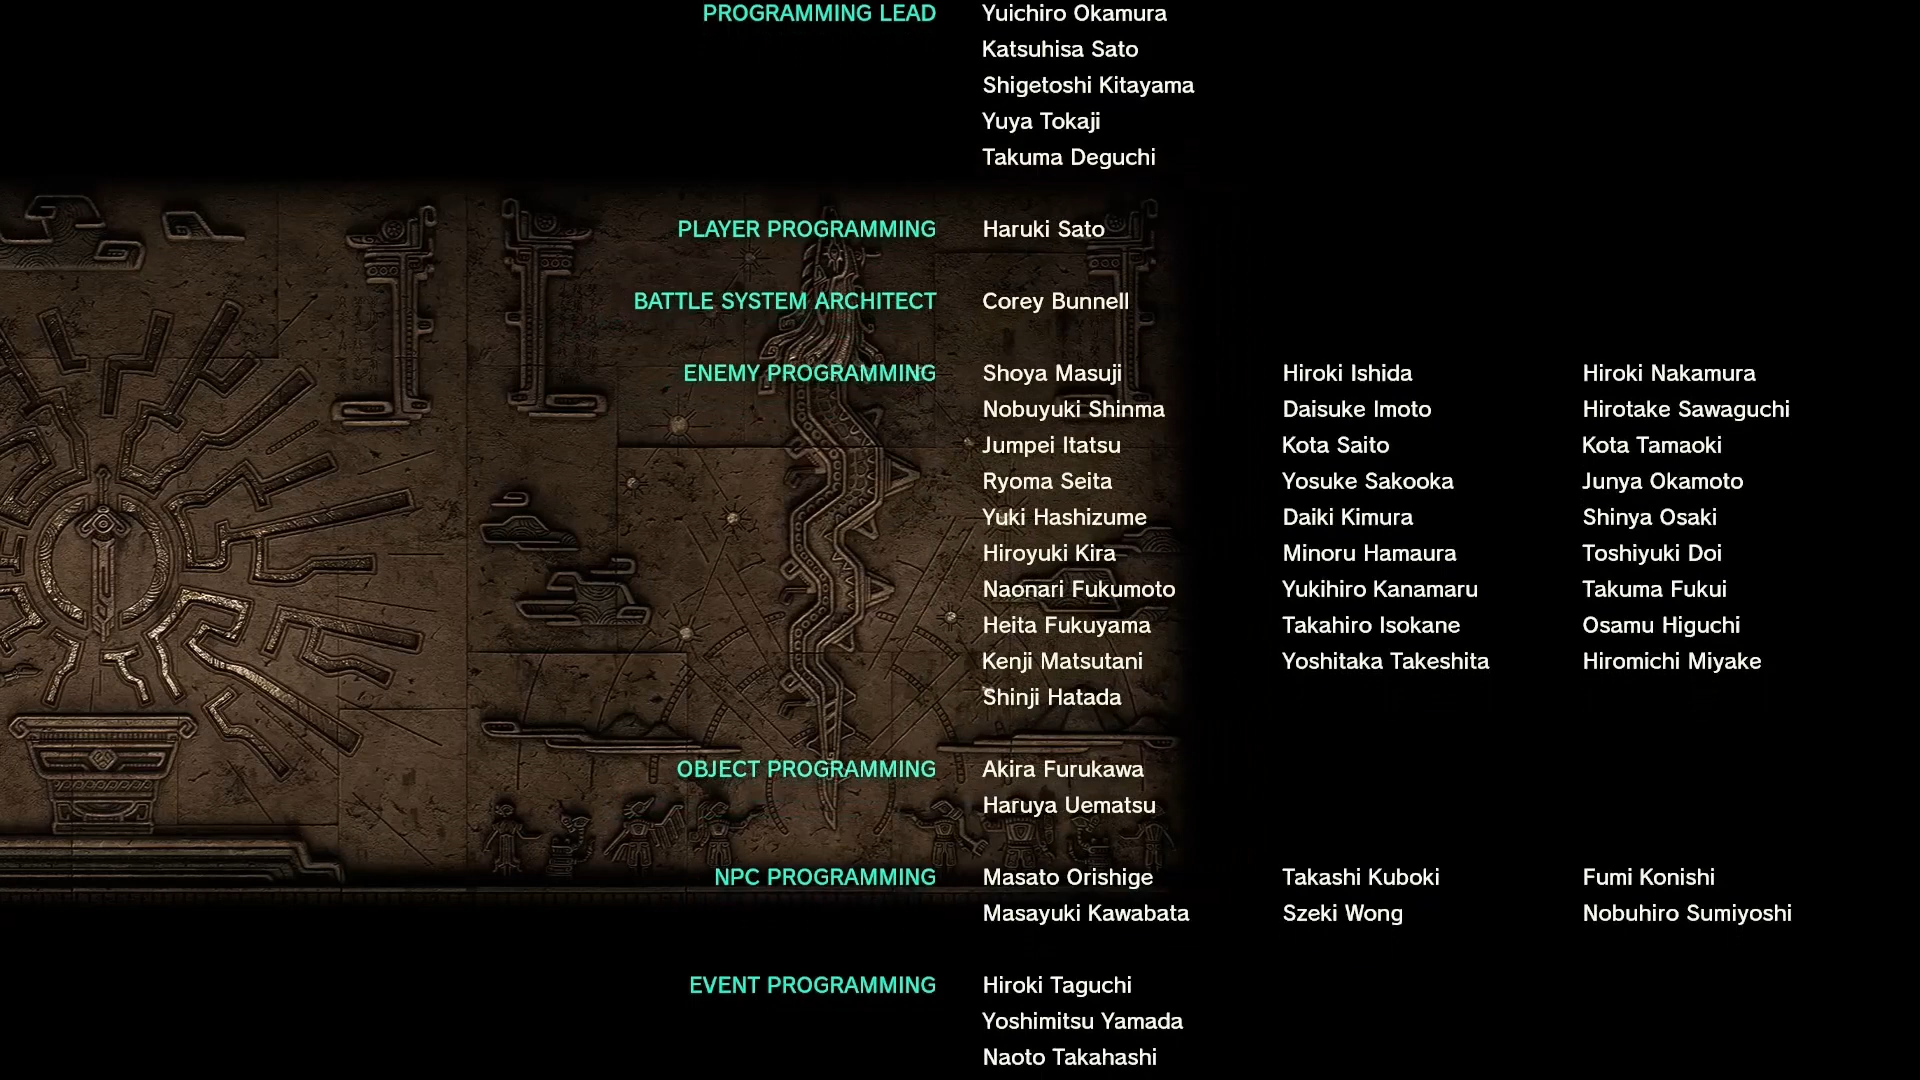 PROGRAMMING LEAD Yuichiro Okamura
Katsuhisa Sato
Shigetoshi Kitayama
Yuya Tokaji
Takuma Deguchi
PLAYER PROGRAMMING Haruki Sato
BATTLE SYSTEM ARCHITECT Corey Bunnell
ENEMY PROGRAMMING Shoya Masuji Hiroki Ishida Hiroki Nakamura
Nobuyuki Shinma Daisuke Imoto Hirotake Sawaguchi
Jumpei Itatsu Kota Saito Kota Tamaoki
Ryoma Seita Yosuke Sakooka Junya Okamoto
Yuki Hashizume Daiki Kimura Shinya Osaki
Hiroyuki Kira Minoru Hamaura Toshiyuki Doi
Naonari Fukumoto Yukihiro Kanamaru Takuma Fukui
Heita Fukuyama Takahiro Isokane Osamu Higuchi
Kenji Matsutani Yoshitaka Takeshita Hiromichi Miyake
Shinji Hatada
OBJECT PROGRAMMING Akira Furukawa
Haruya Uematsu
NPC PROGRAMMING Masato Orishige Takashi Kuboki Fumi Konishi
Masayuki Kawabata Szeki Wong Nobuhiro Sumiyoshi
EVENT PROGRAMMING Hiroki Taguchi
Yoshimitsu Yamada
Naoto Takahashi